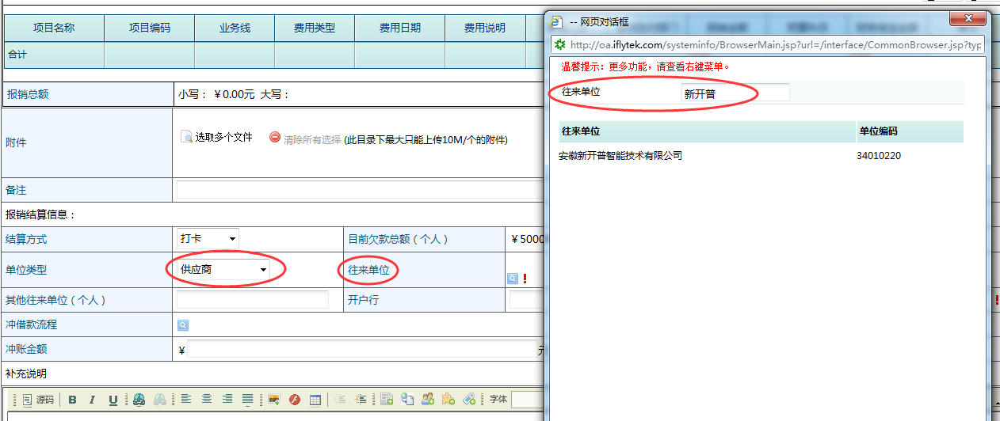 项目名称 项目编码 业务线 费用类型 费用日期 费用说明
合计
报销总额 小写：￥0.00元 大写：
附件 选取多个文件 清除所有选择 (此目录下最大只能上传10M/个的附件)
备注
报销结算信息：
结算方式 打卡 目前欠款总额（个人） ￥5000
单位类型 供应商 往来单位 !
其他往来单位（个人） 开户行 !
冲借款流程
冲账金额 ￥
补充说明
源码 B I U 字体
-- 网页对话框
http://oa.iflytek.com/systeminfo/BrowserMain.jsp?url=/interface/CommonBrowser.jsp?typ
温馨提示：更多功能，请查看右键菜单。
往来单位 新开普
往来单位 单位编码
安徽新开普智能技术有限公司 34010220